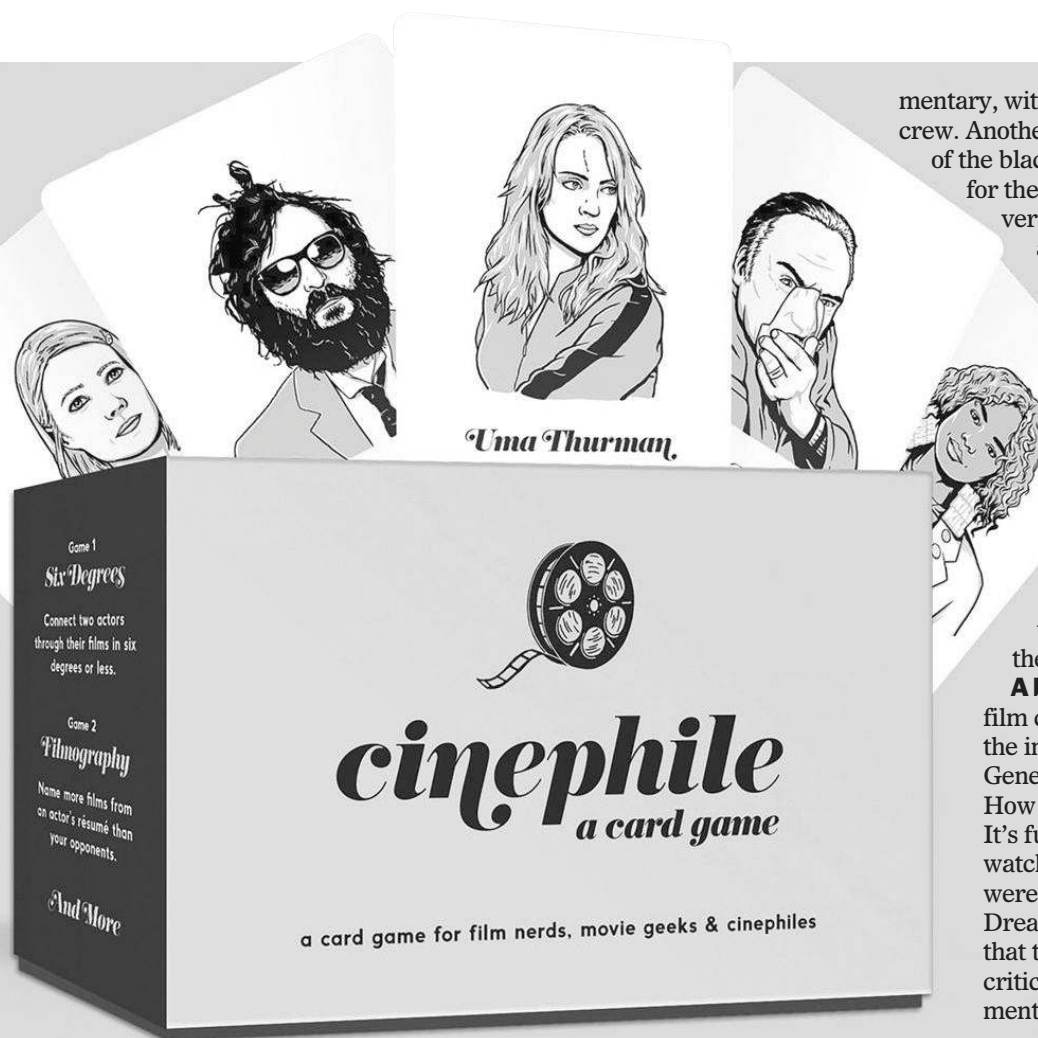 Uma Thurman
Game 1
Six Degrees
Connect two actors
through their films in six
degrees or less.
Game 2
Filmography
Name more films from
an actor's résumé than
your opponents.
And More
cinephile
a card game
a card game for film nerds, movie geeks & cinephiles
mentary, wit
crew. Anothe
of the blac
for the
ver
the
film c
the in
Gene
How
It's fu
watch
were
Drea
that t
critic
ment